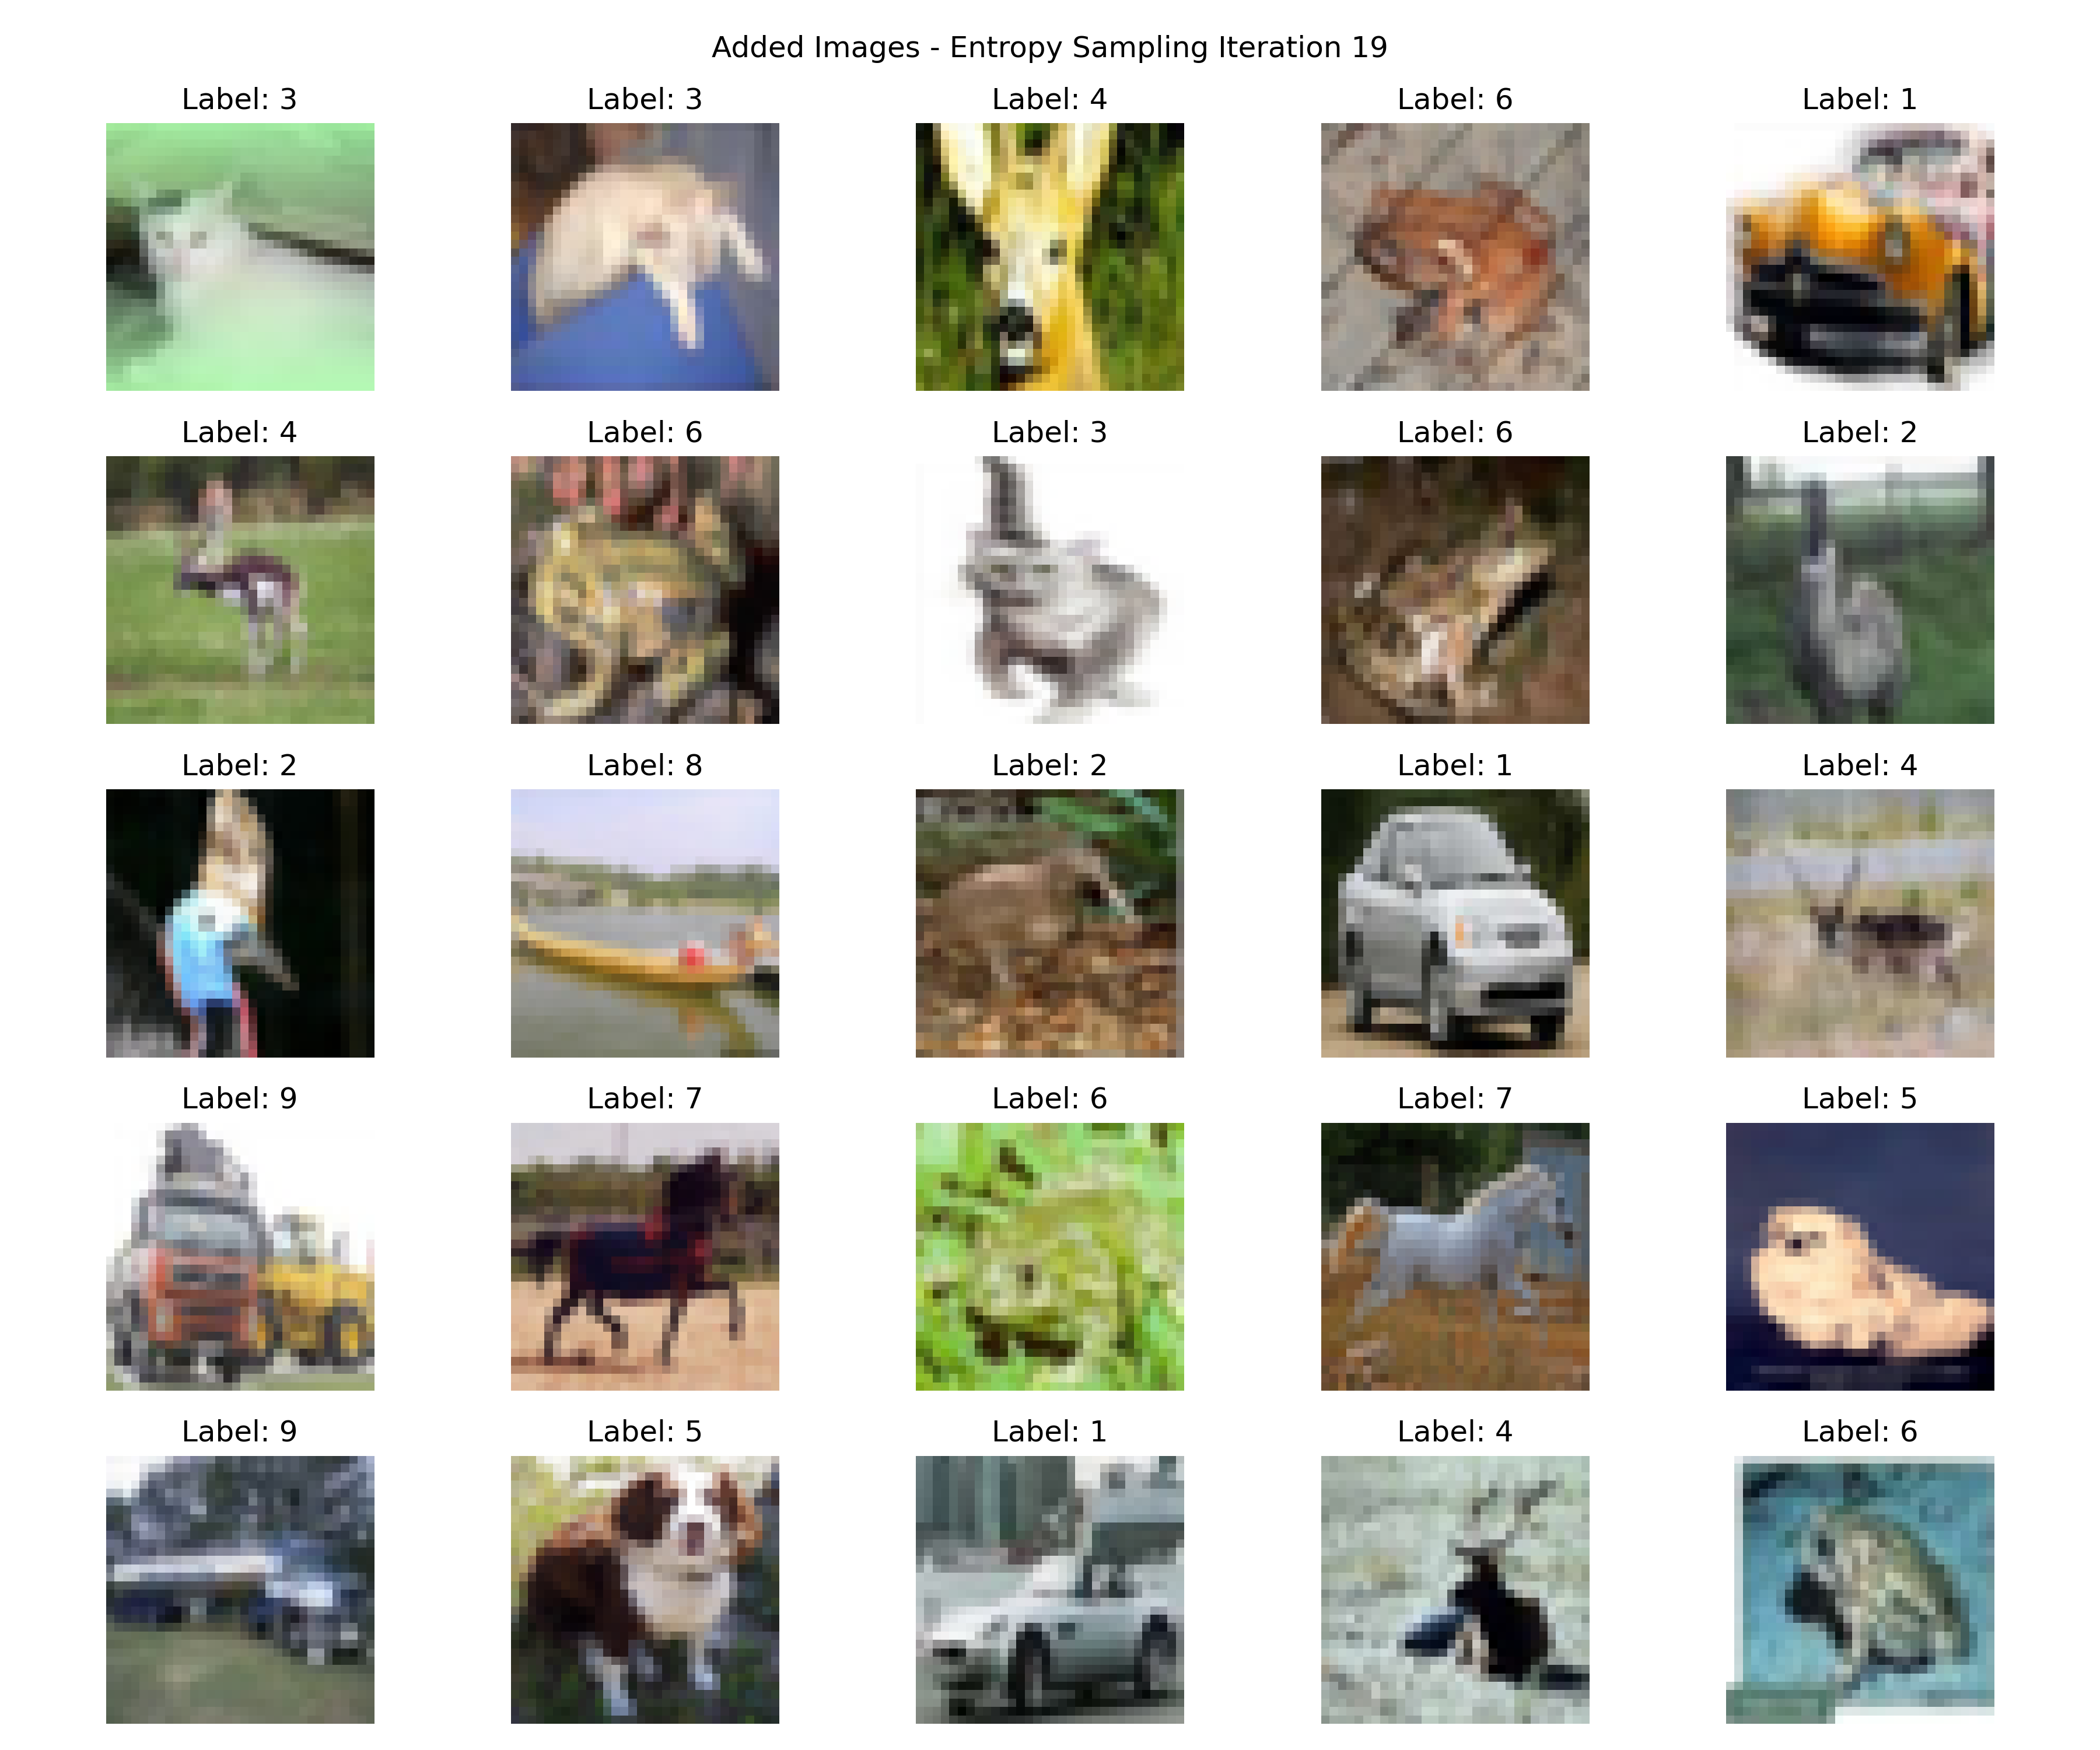 Added Images - Entropy Sampling Iteration 19
Label: 3 Label: 3 Label: 4 Label: 6 Label: 1
Label: 4 Label: 6 Label: 3 Label: 6 Label: 2
Label: 2 Label: 8 Label: 2 Label: 1 Label: 4
Label: 9 Label: 7 Label: 6 Label: 7 Label: 5
Label: 9 Label: 5 Label: 1 Label: 4 Label: 6